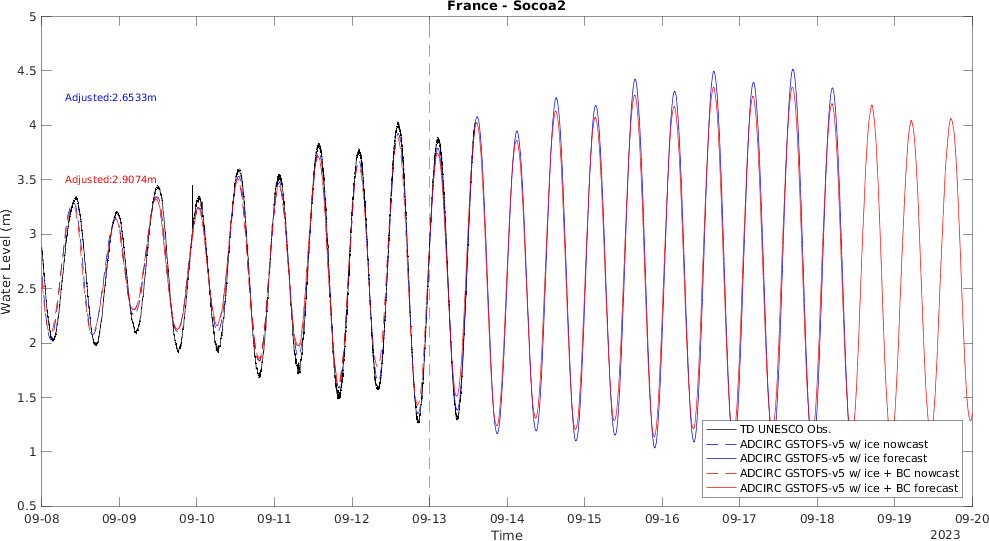 France - Socoa2
5
4.5
4
3.5
3
2.5
2
1.5
1
0.5
Water Level (m)
Adjusted:2.6533m
Adjusted:2.9074m
TD UNESCO Obs.
ADCIRC GSTOFS-v5 w/ ice nowcast
ADCIRC GSTOFS-v5 w/ ice forecast
ADCIRC GSTOFS-v5 w/ ice + BC nowcast
ADCIRC GSTOFS-v5 w/ ice + BC forecast
09-08 09-09 09-10 09-11 09-12 09-13 09-14 09-15 09-16 09-17 09-18 09-19 09-20
Time
2023